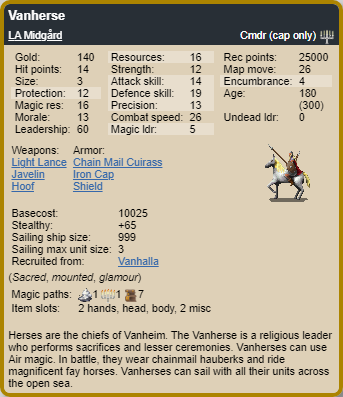 Vanherse
LA Midgård Cmdr (cap only)
Gold: 140 Resources: 16 Rec points: 25000
Hit points: 14 Strength: 12 Map move: 26
Size: 3 Attack skill: 14 Encumbrance: 4
Protection: 12 Defence skill: 19 Age: 180
Magic res: 16 Precision: 13 (300)
Morale: 13 Combat speed: 26 Undead ldr: 0
Leadership: 60 Magic ldr: 5
Weapons: Armor:
Light Lance Chain Mail Cuirass
Javelin Iron Cap
Hoof Shield
Basecost: 10025
Stealthy: +65
Sailing ship size: 999
Sailing max unit size: 3
Recruited from: Vanhalla
(Sacred, mounted, glamour)
Magic paths: 1 1 7
Item slots: 2 hands, head, body, 2 misc
Herses are the chiefs of Vanheim. The Vanherse is a religious leader
who performs sacrifices and lesser ceremonies. Vanherses can use
Air magic. In battle, they wear chainmail hauberks and ride
magnificent fay horses. Vanherses can sail with all their units across
the open sea.